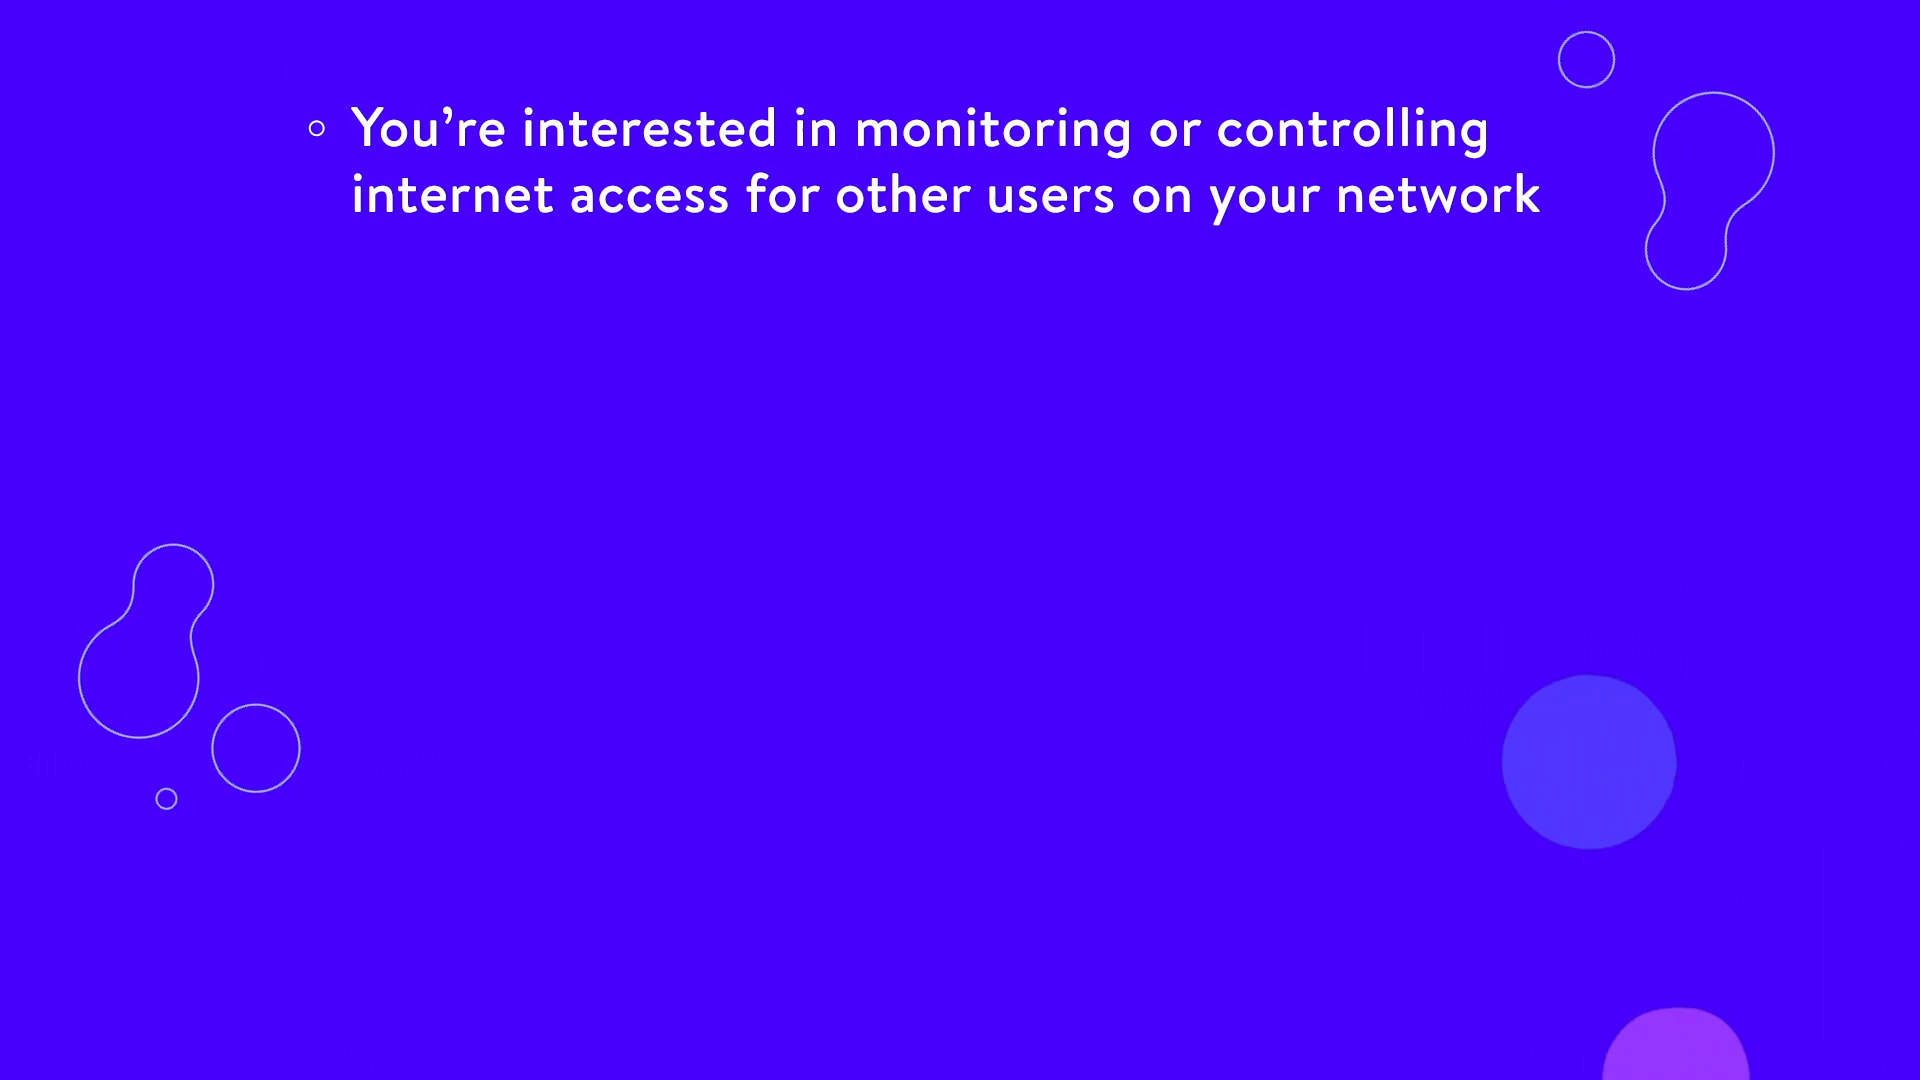 You’re interested in monitoring or controlling
internet access for other users on your network